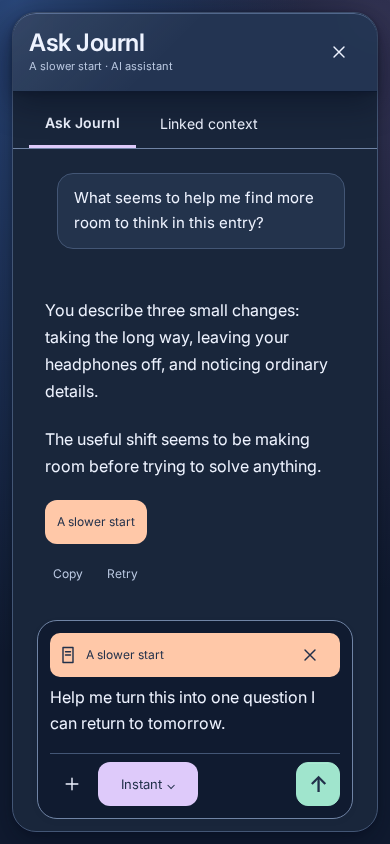 Ask Journl
A slower start · AI assistant
Ask Journl
Linked context
What seems to help me find more
room to think in this entry?
You describe three small changes:
taking the long way, leaving your
headphones off, and noticing ordinary
details.
The useful shift seems to be making
room before trying to solve anything.
A slower start
Copy
Retry
A slower start
Help me turn this into one question I
can return to tomorrow.
Instant